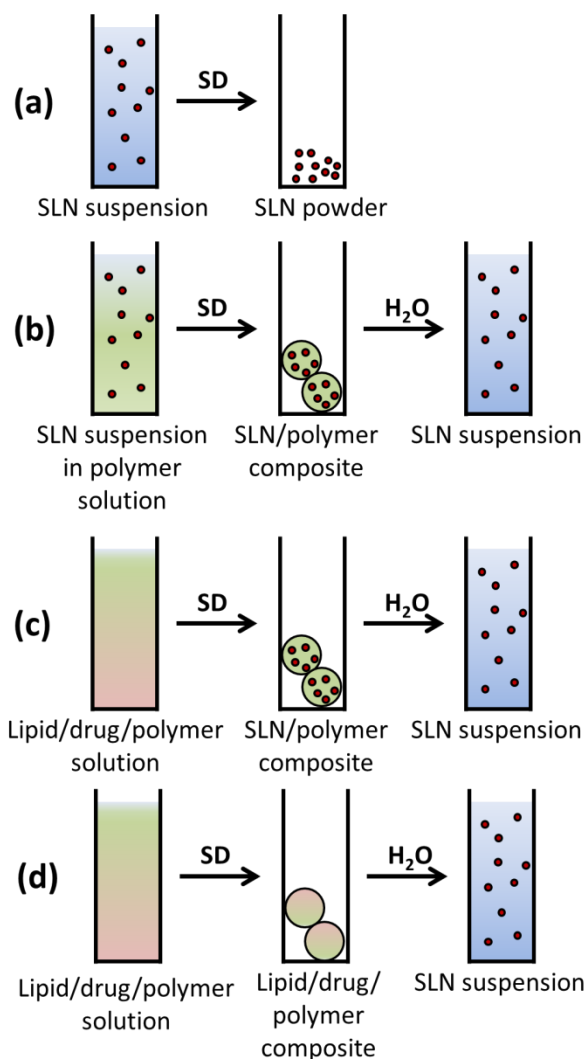 (a)
SD
SLN suspension
SLN powder
(b)
SD
H₂O
SLN suspension
in polymer
solution
SLN/polymer
composite
SLN suspension
(c)
SD
H₂O
Lipid/drug/polymer
solution
SLN/polymer
composite
SLN suspension
(d)
SD
H₂O
Lipid/drug/polymer
solution
Lipid/drug/
polymer
composite
SLN suspension